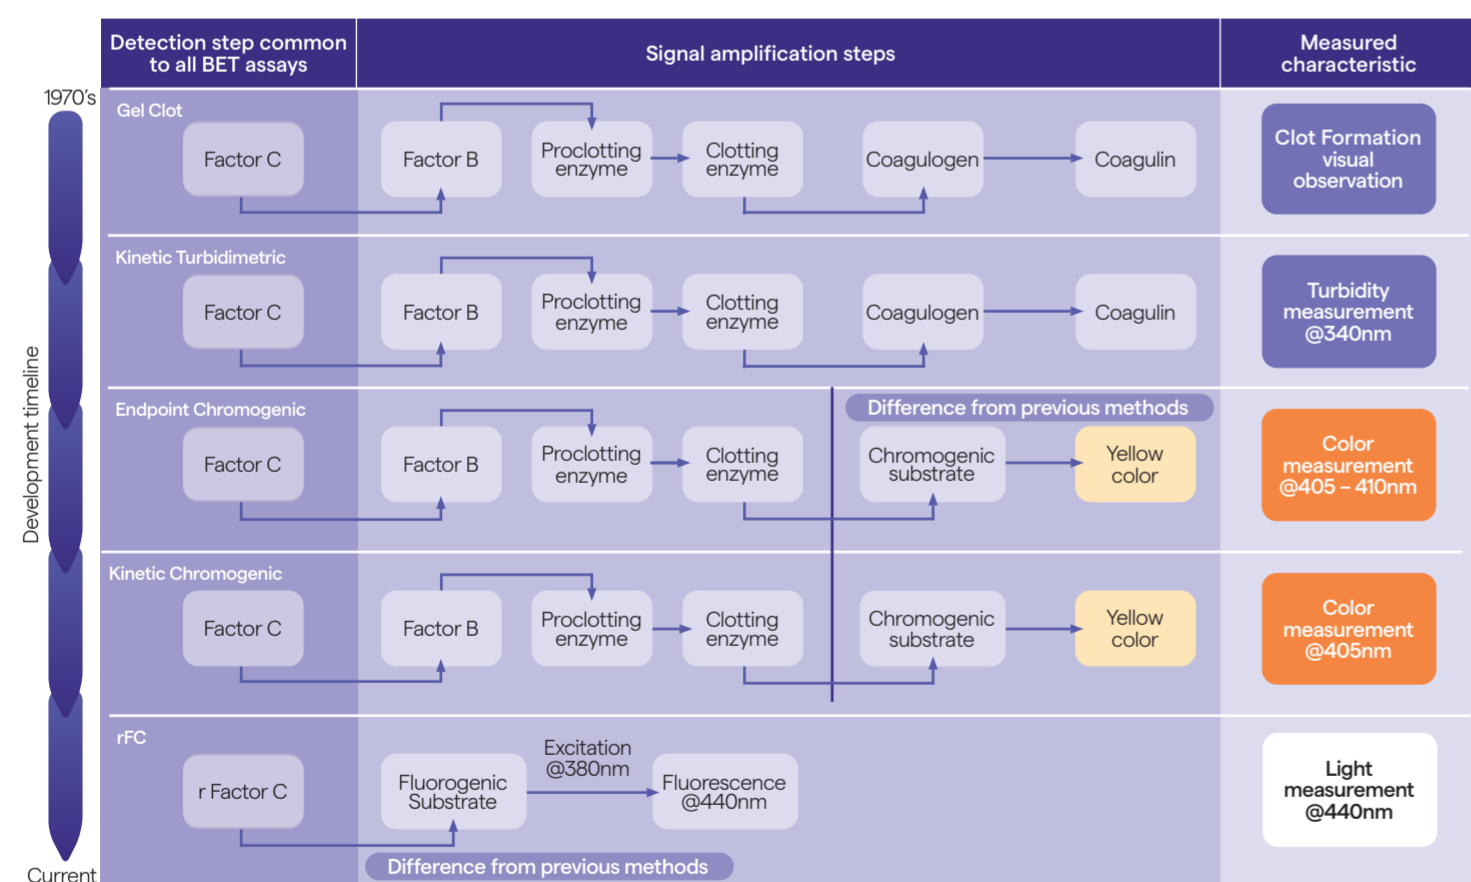 Detection step common
to all BET assays
Signal amplification steps
Measured
characteristic
1970's
Development timeline
Current
Gel Clot
Factor C
Factor B
Proclotting
enzyme
Clotting
enzyme
Coagulogen
Coagulin
Clot Formation
visual
observation
Kinetic Turbidimetric
Factor C
Factor B
Proclotting
enzyme
Clotting
enzyme
Coagulogen
Coagulin
Turbidity
measurement
@340nm
Endpoint Chromogenic
Difference from previous methods
Factor C
Factor B
Proclotting
enzyme
Clotting
enzyme
Chromogenic
substrate
Yellow
color
Color
measurement
@405 – 410nm
Kinetic Chromogenic
Factor C
Factor B
Proclotting
enzyme
Clotting
enzyme
Chromogenic
substrate
Yellow
color
Color
measurement
@405nm
rFC
r Factor C
Fluorogenic
Substrate
Excitation
@380nm
Fluorescence
@440nm
Light
measurement
@440nm
Difference from previous methods